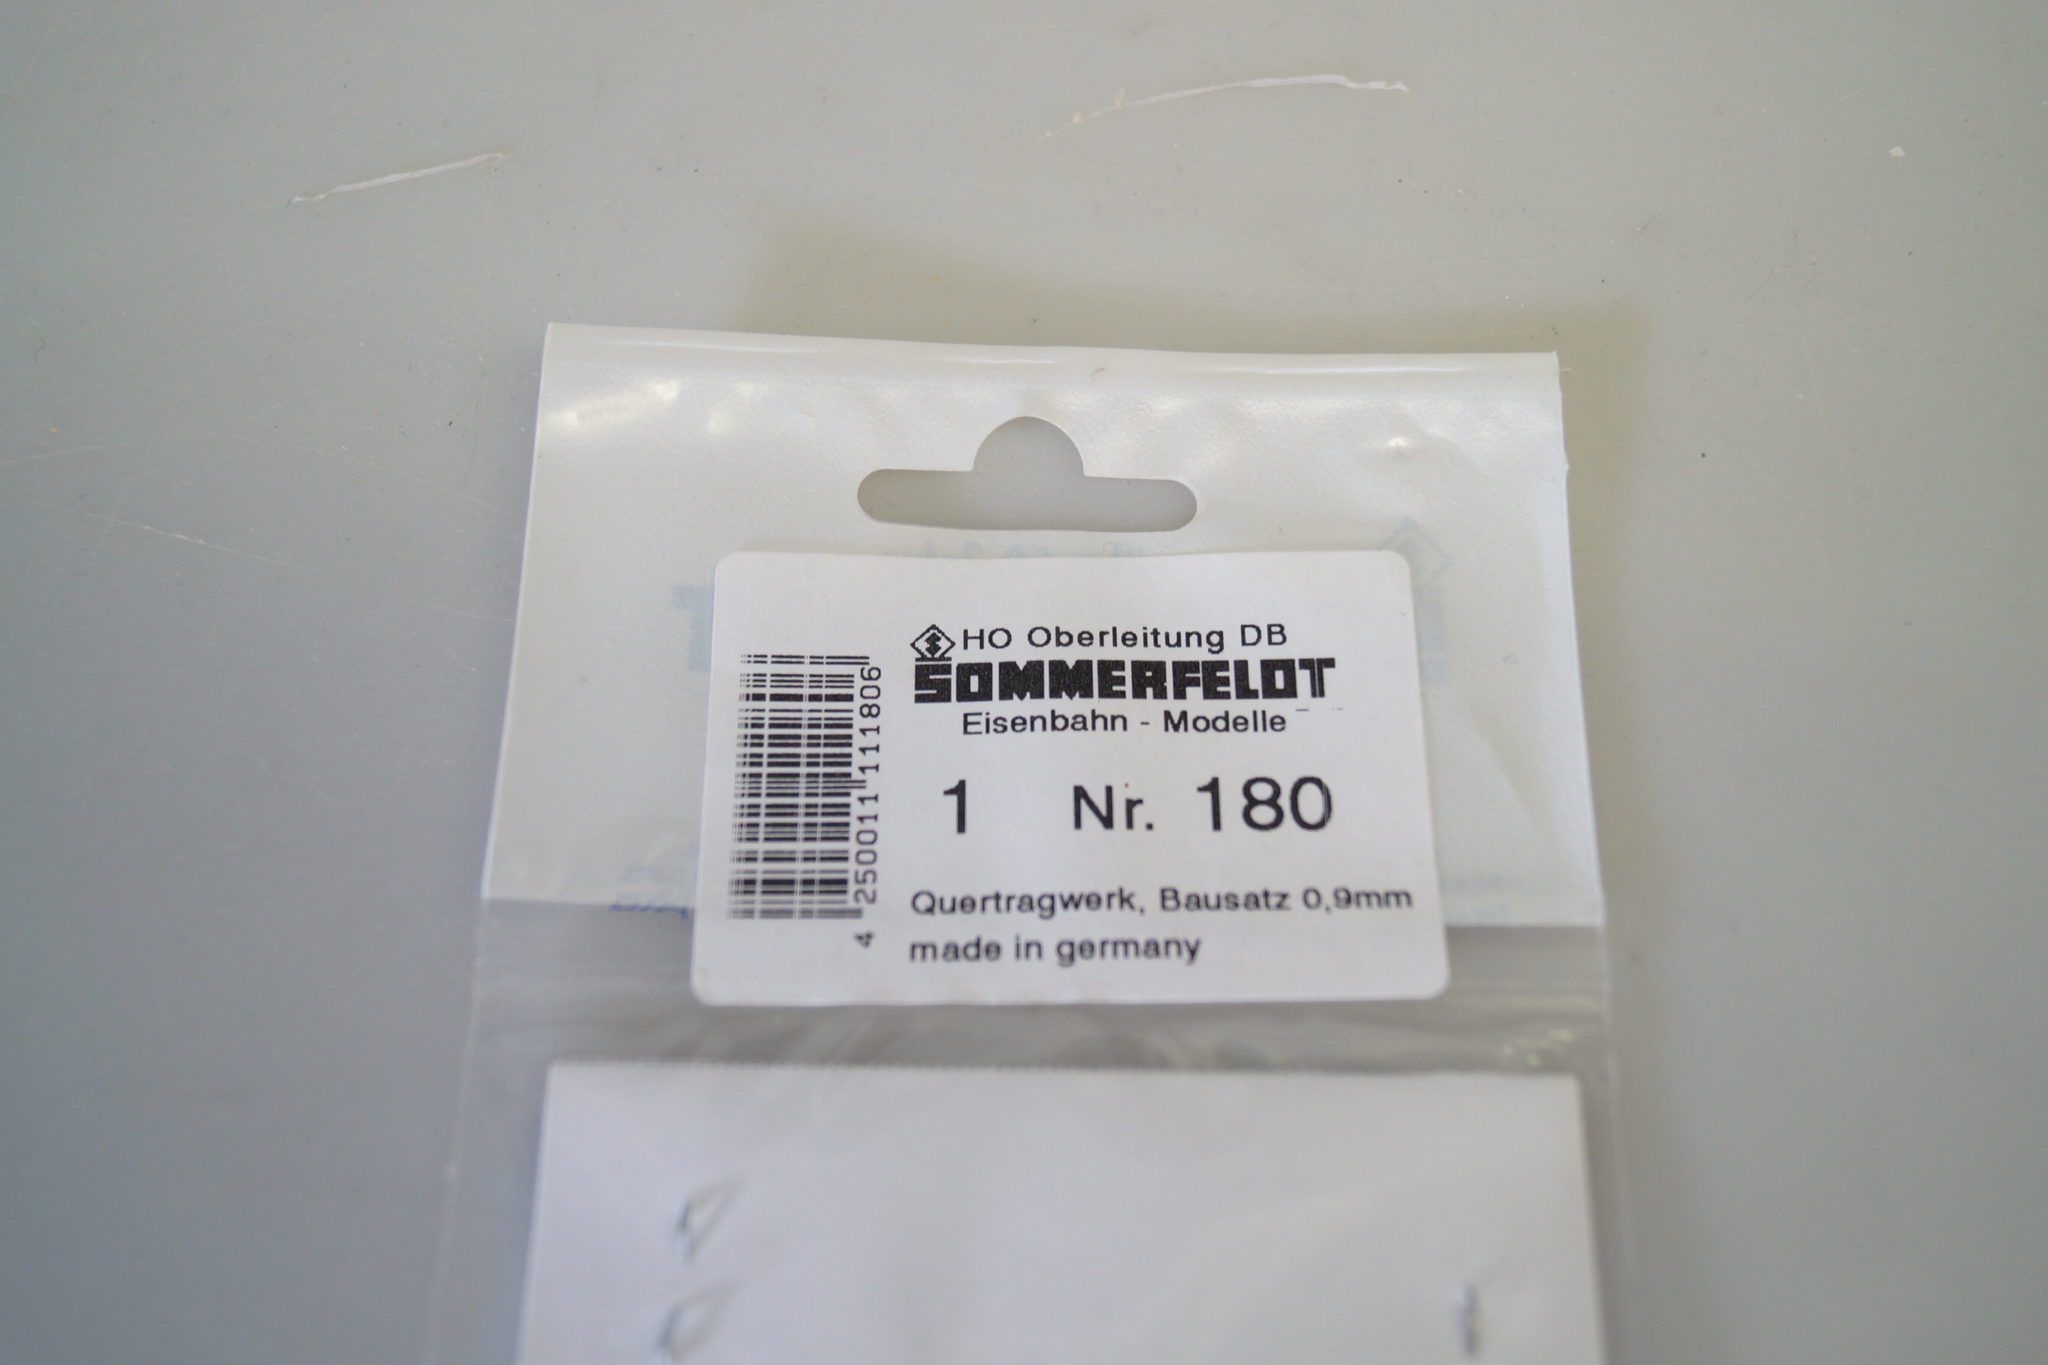 HO Oberleitung DB
SOMMERFELDT
Eisenbahn - Modelle
1 Nr. 180
Quertragwerk, Bausatz 0,9mm
made in germany
4 250011 111806